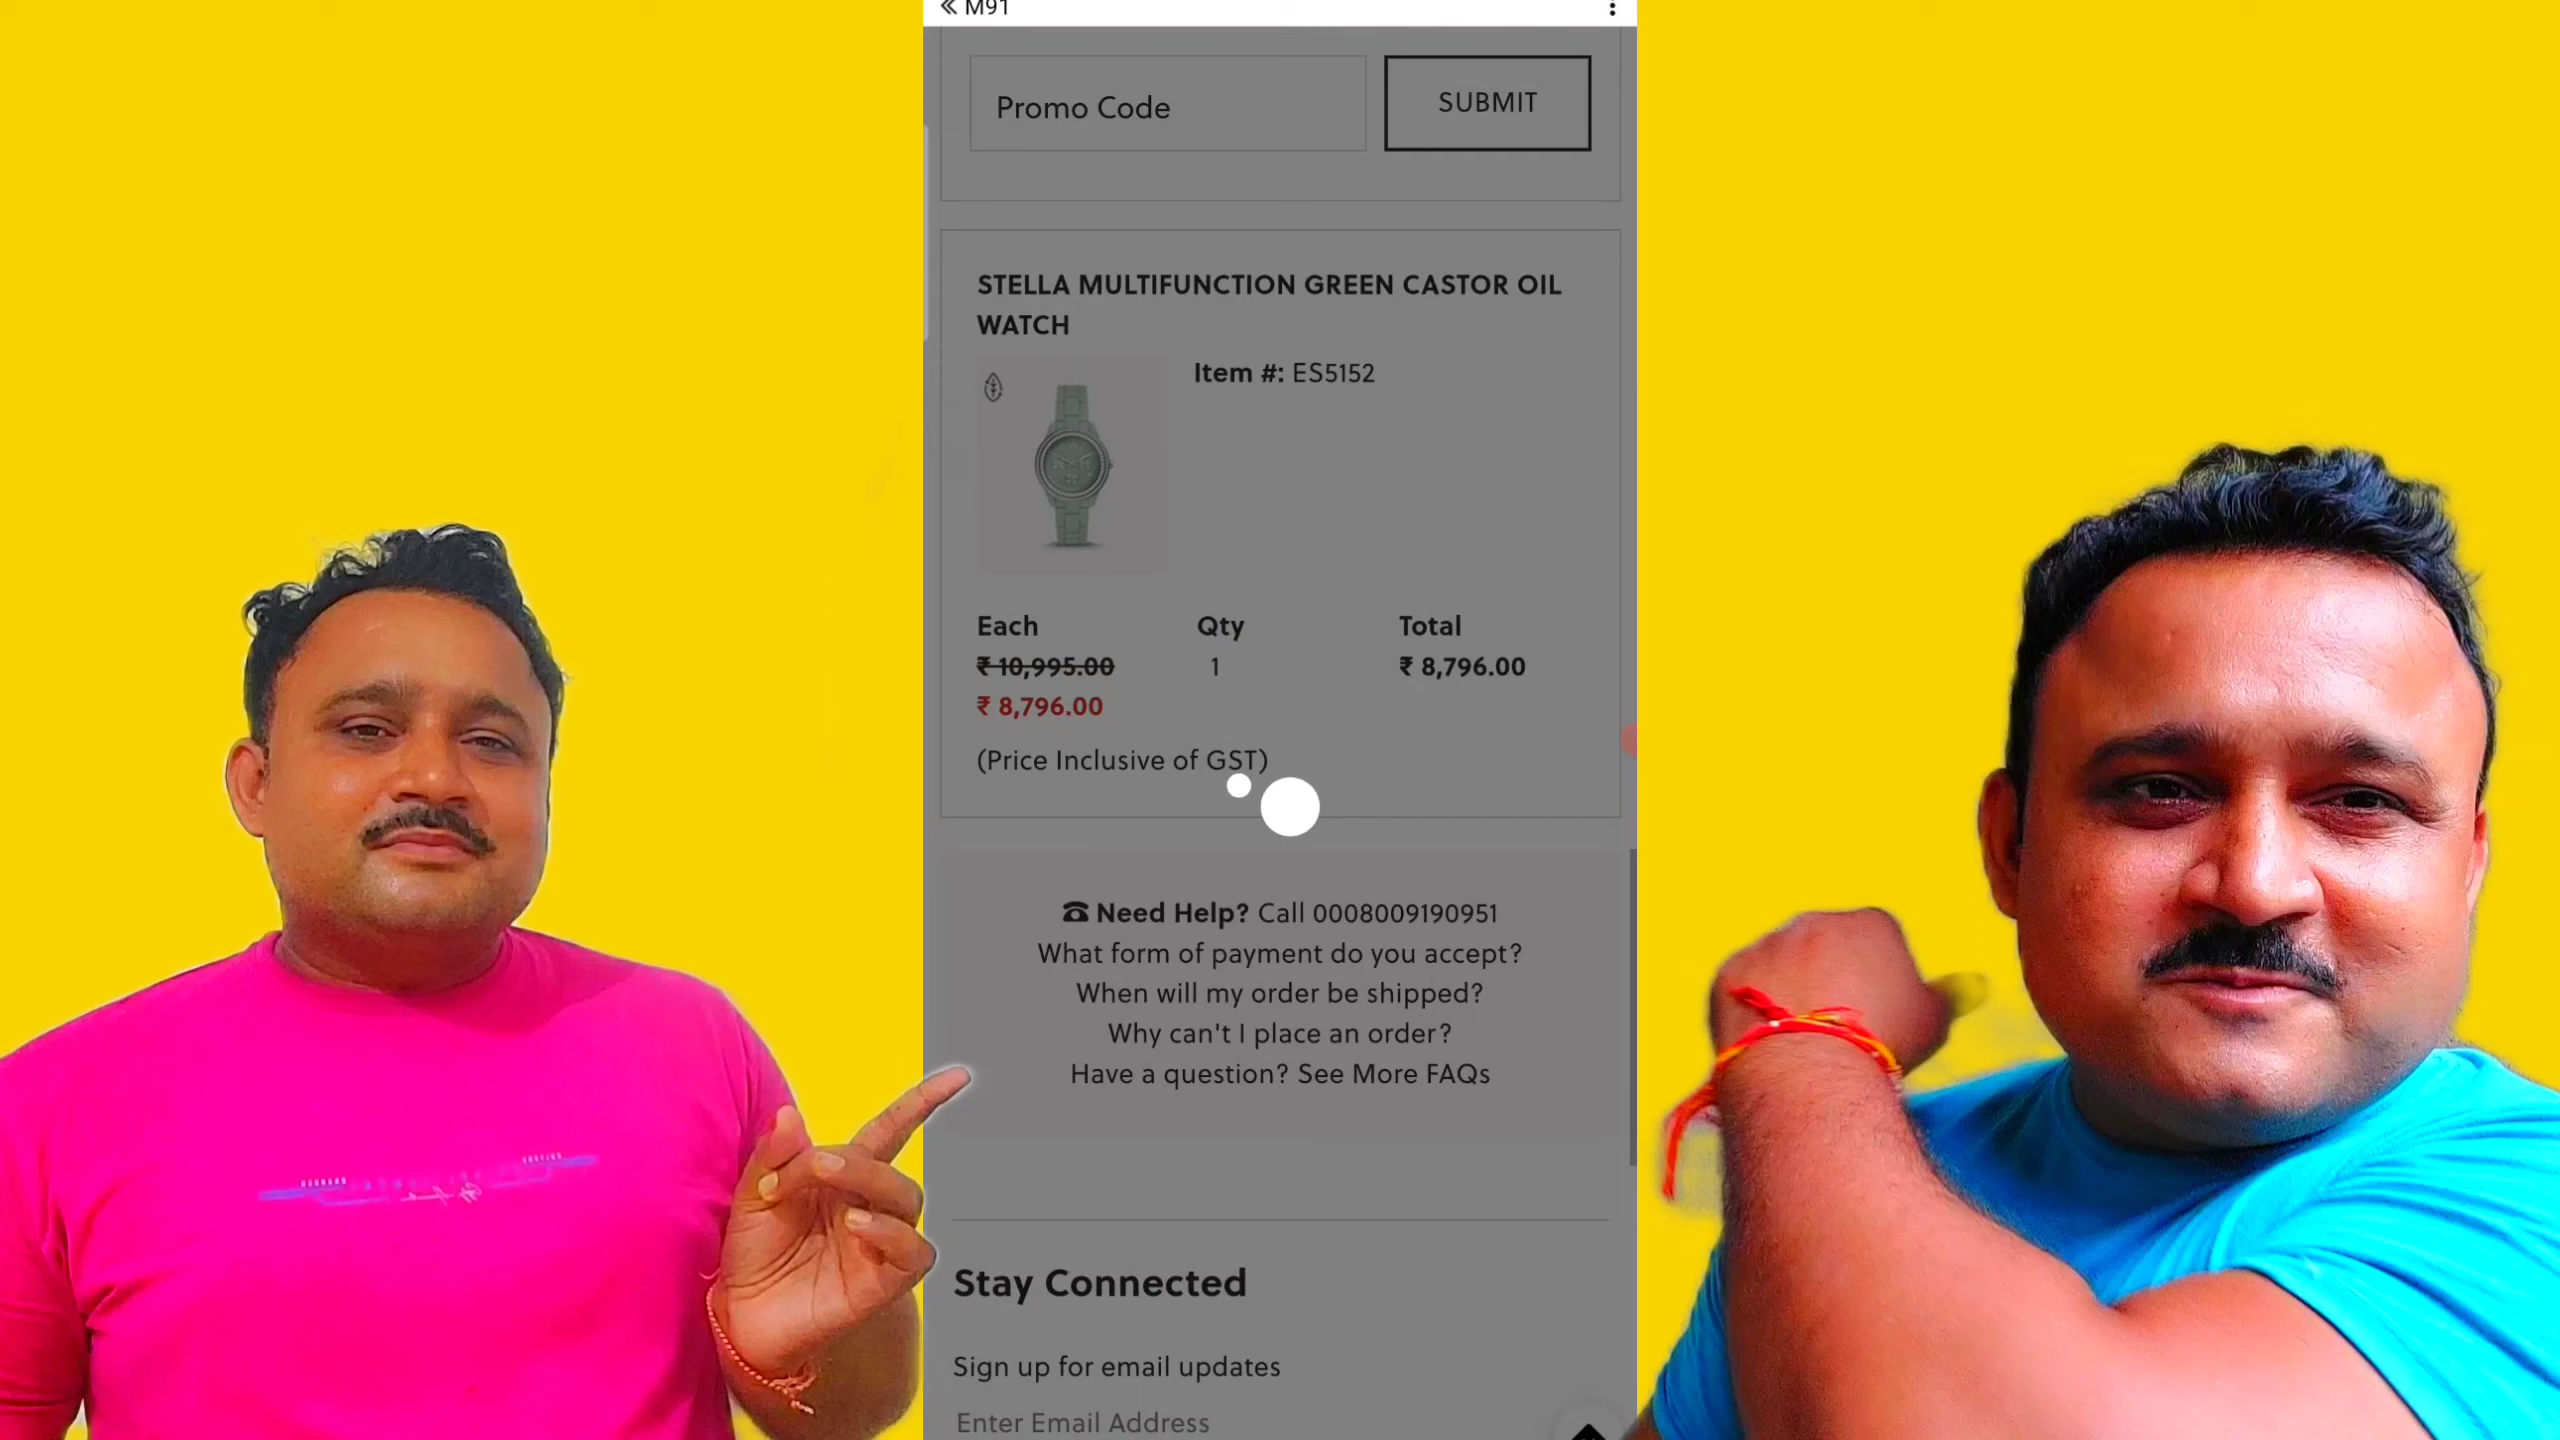 « M91
Promo Code
SUBMIT
STELLA MULTIFUNCTION GREEN CASTOR OIL
WATCH
Item #: ES5152
Each Qty Total
₹ 10,995.00 1 ₹ 8,796.00
₹ 8,796.00
(Price Inclusive of GST)
Need Help? Call 0008009190951
What form of payment do you accept?
When will my order be shipped?
Why can't I place an order?
Have a question? See More FAQs
Stay Connected
Sign up for email updates
Enter Email Address